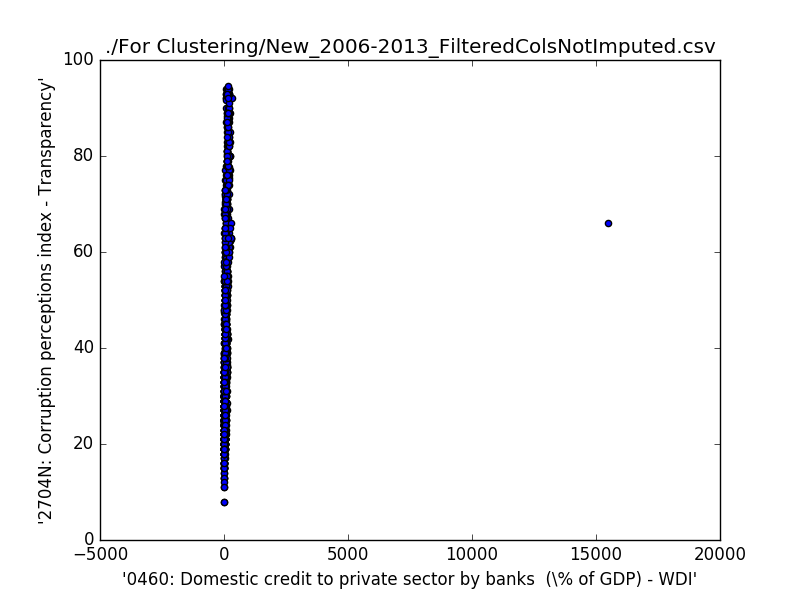 ./For Clustering/New_2006-2013_FilteredColsNotImputed.csv
100
80
60
40
20
0
'2704N: Corruption perceptions index - Transparency'
−5000 0 5000 10000 15000 20000
'0460: Domestic credit to private sector by banks  (\% of GDP) - WDI'